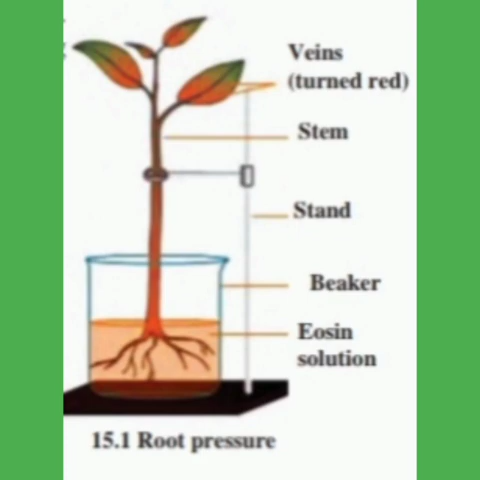 Veins
(turned red)
Stem
Stand
Beaker
Eosin
solution
15.1 Root pressure